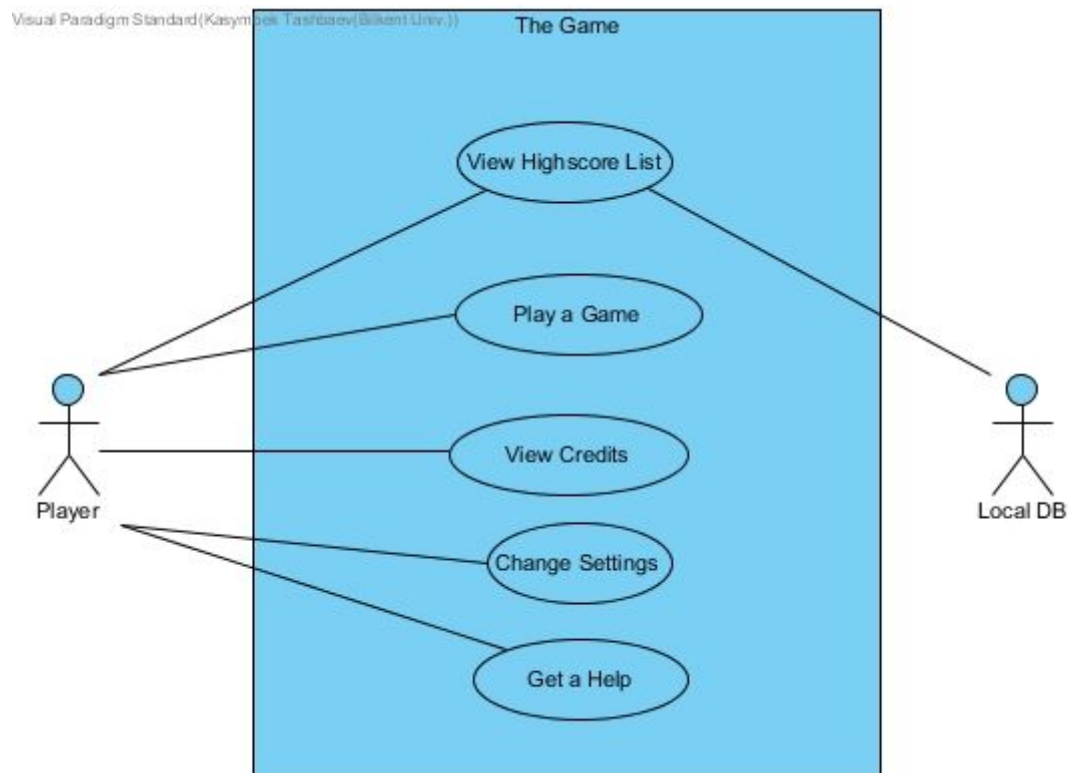 Visual Paradigm Standard(Kasymbek Tashbaev(Bilkent Univ.))
The Game
View Highscore List
Play a Game
View Credits
Player
Local DB
Change Settings
Get a Help